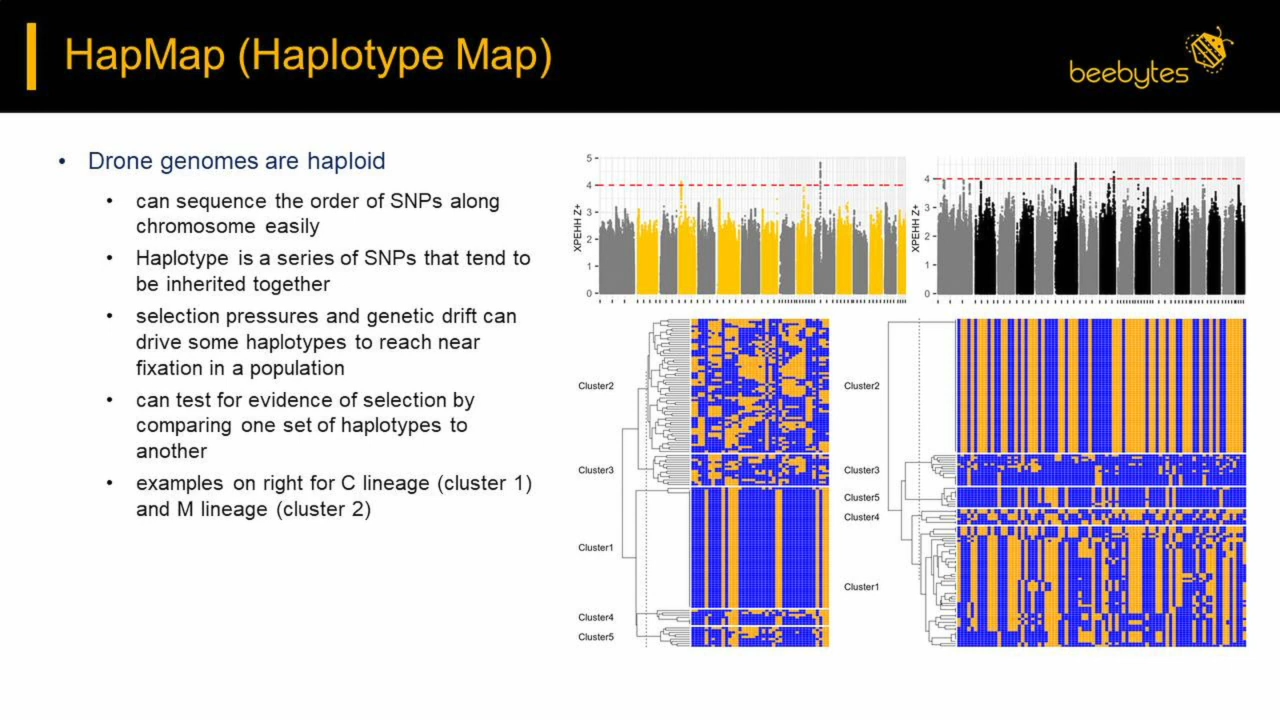 HapMap (Haplotype Map)
beebytes
• Drone genomes are haploid
• can sequence the order of SNPs along
chromosome easily
• Haplotype is a series of SNPs that tend to
be inherited together
• selection pressures and genetic drift can
drive some haplotypes to reach near
fixation in a population
• can test for evidence of selection by
comparing one set of haplotypes to
another
• examples on right for C lineage (cluster 1)
and M lineage (cluster 2)
5
4
3
2
1
0
XPEHH Z+
4
3
2
1
0
XPEHH Z+
Cluster2
Cluster3
Cluster1
Cluster4
Cluster5
Cluster2
Cluster3
Cluster5
Cluster4
Cluster1